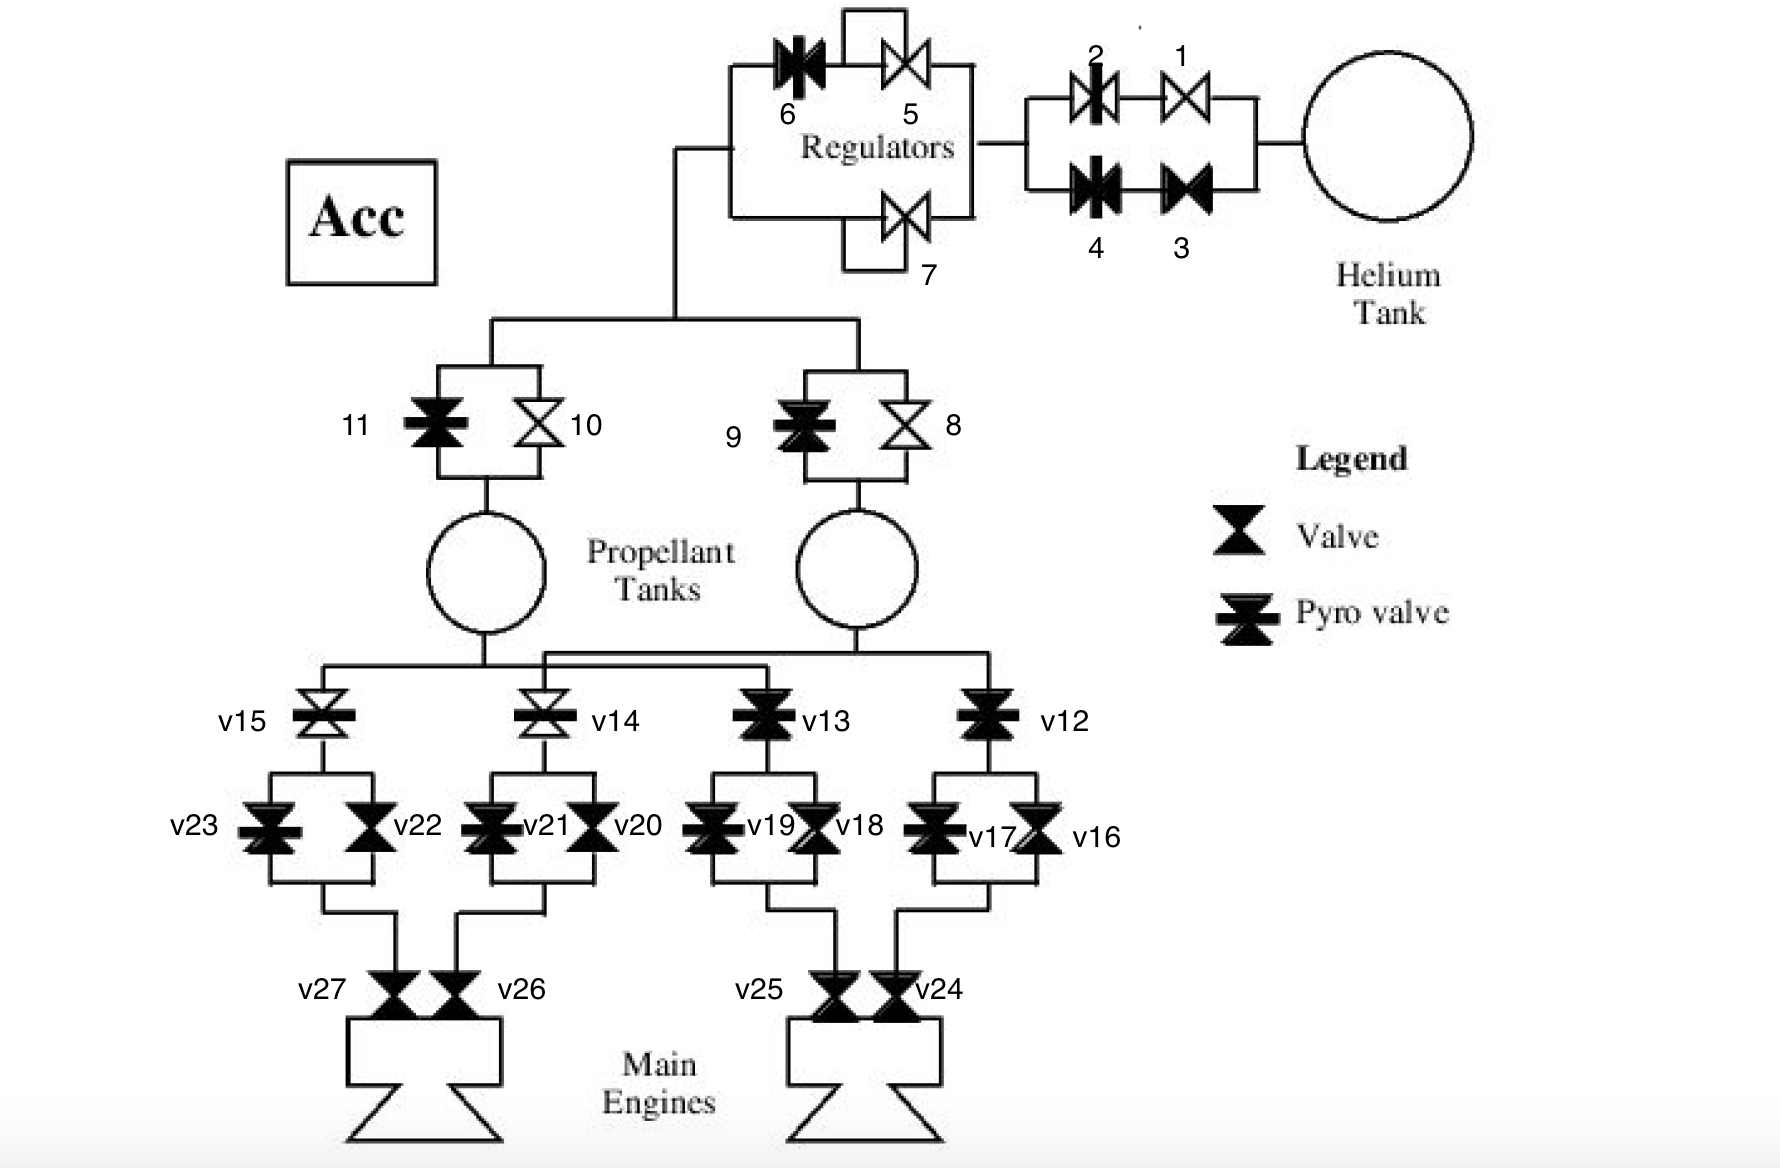 2 1
6 5
Regulators
Acc
4 3
7
Helium
Tank
11 10 9 8
Legend
Propellant
Tanks
Valve
Pyro valve
v15 v14 v13 v12
v23 v22 v21 v20 v19 v18 v17 v16
v27 v26 v25 v24
Main
Engines